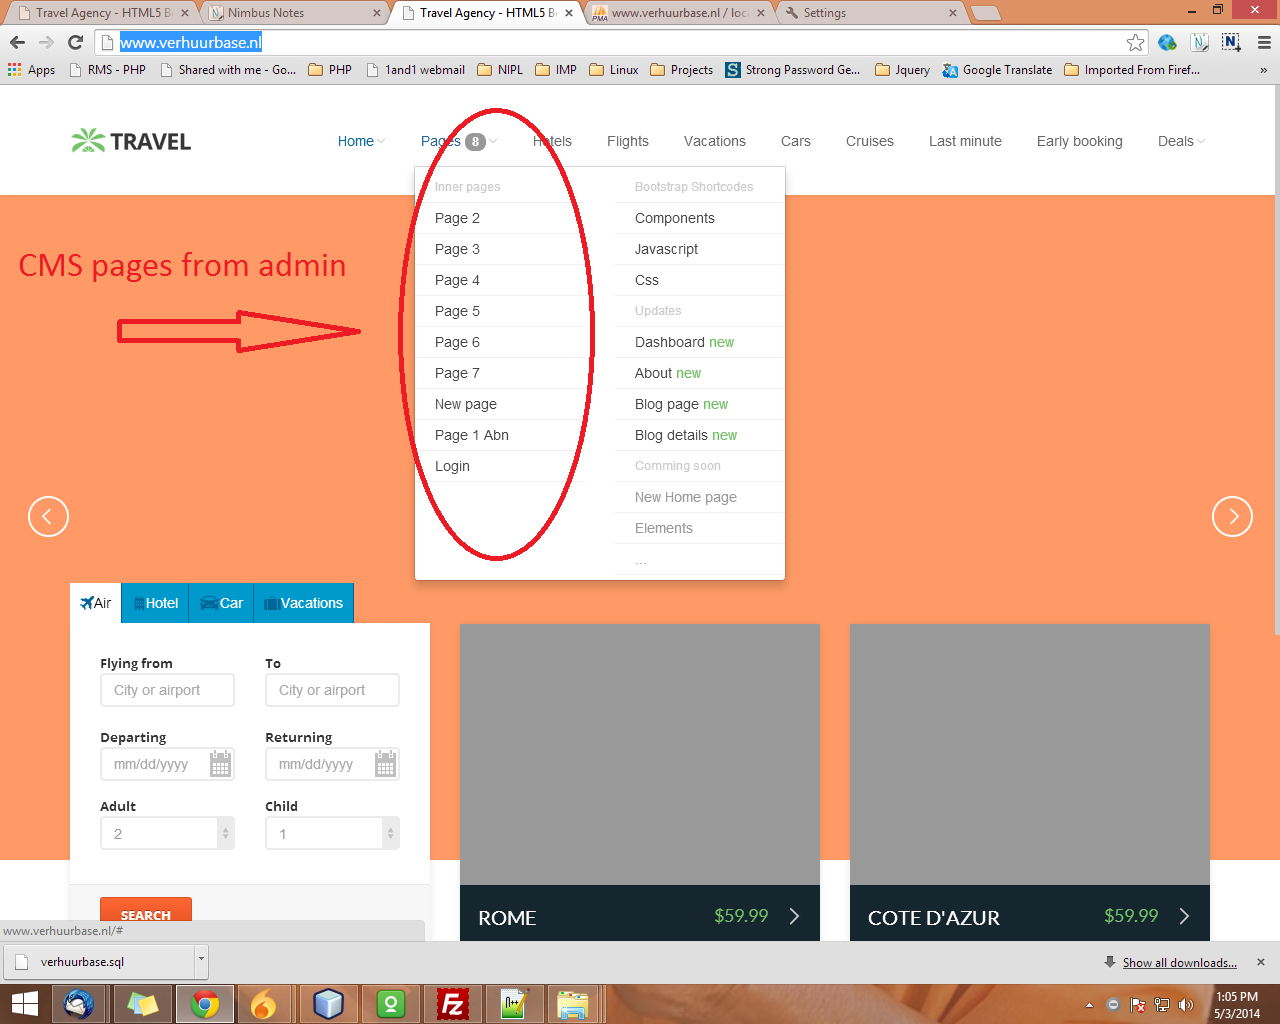 Travel Agency - HTML5 B
Nimbus Notes
Travel Agency - HTML5 B
www.verhuurbase.nl / loc
Settings
www.verhuurbase.nl
Apps
RMS - PHP
Shared with me - Go...
PHP
1and1 webmail
NIPL
IMP
Linux
Projects
Strong Password Ge...
Jquery
Google Translate
Imported From Firef...
»
TRAVEL
Home
Pages 8
Hotels
Flights
Vacations
Cars
Cruises
Last minute
Early booking
Deals
Inner pages
Page 2
Page 3
Page 4
Page 5
Page 6
Page 7
New page
Page 1 Abn
Login
Bootstrap Shortcodes
Components
Javascript
Css
Updates
Dashboard new
About new
Blog page new
Blog details new
Comming soon
New Home page
Elements
...
CMS pages from admin
Air
Hotel
Car
Vacations
Flying from
To
City or airport
City or airport
Departing
Returning
mm/dd/yyyy
mm/dd/yyyy
Adult
Child
2
1
SEARCH
ROME
$59.99
COTE D'AZUR
$59.99
www.verhuurbase.nl/#
verhuurbase.sql
Show all downloads...
1:05 PM
5/3/2014